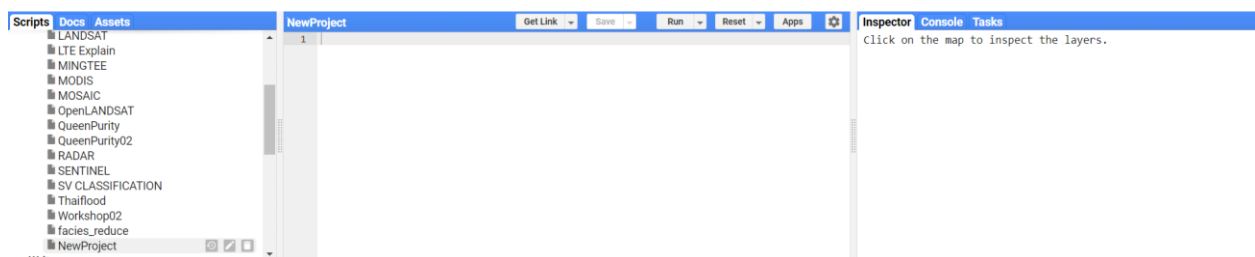 Scripts Docs Assets
LANDSAT
LTE Explain
MINGTEE
MODIS
MOSAIC
OpenLANDSAT
QueenPurity
QueenPurity02
RADAR
SENTINEL
SV CLASSIFICATION
Thaiflood
Workshop02
facies_reduce
NewProject
NewProject Get Link Save Run Reset Apps
1
Inspector Console Tasks
Click on the map to inspect the layers.